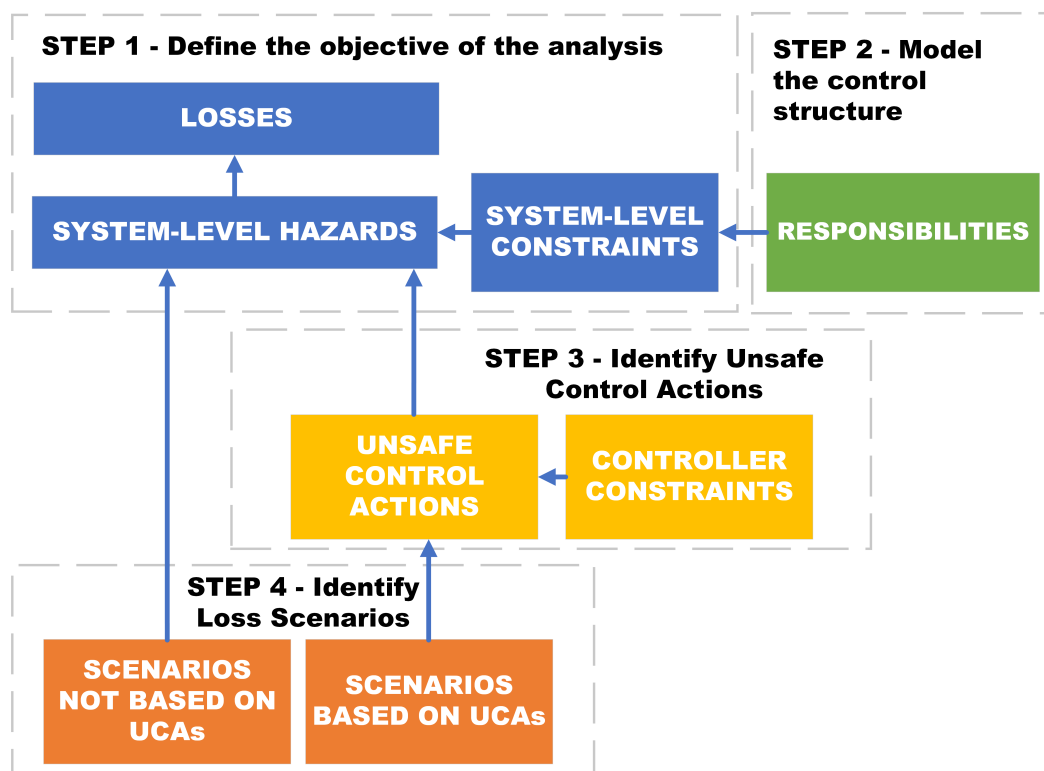 STEP 1 - Define the objective of the analysis
LOSSES
SYSTEM-LEVEL HAZARDS
SYSTEM-LEVEL
CONSTRAINTS
STEP 2 - Model
the control
structure
RESPONSIBILITIES
STEP 3 - Identify Unsafe
Control Actions
UNSAFE
CONTROL
ACTIONS
CONTROLLER
CONSTRAINTS
STEP 4 - Identify
Loss Scenarios
SCENARIOS
NOT BASED ON
UCAs
SCENARIOS
BASED ON UCAs